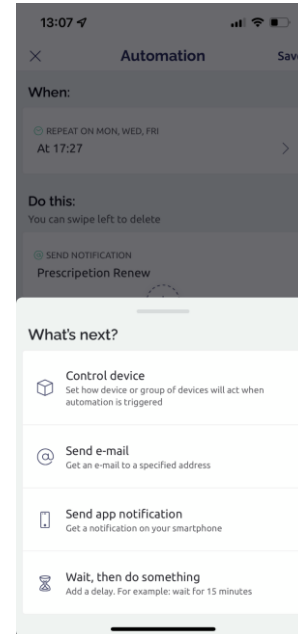 13:07
Automation
Save
When:
REPEAT ON MON, WED, FRI
At 17:27
Do this:
You can swipe left to delete
SEND NOTIFICATION
Prescripetion Renew
What's next?
Control device
Set how device or group of devices will act when
automation is triggered
Send e-mail
Get an e-mail to a specified address
Send app notification
Get a notification on your smartphone
Wait, then do something
Add a delay. For example: wait for 15 minutes